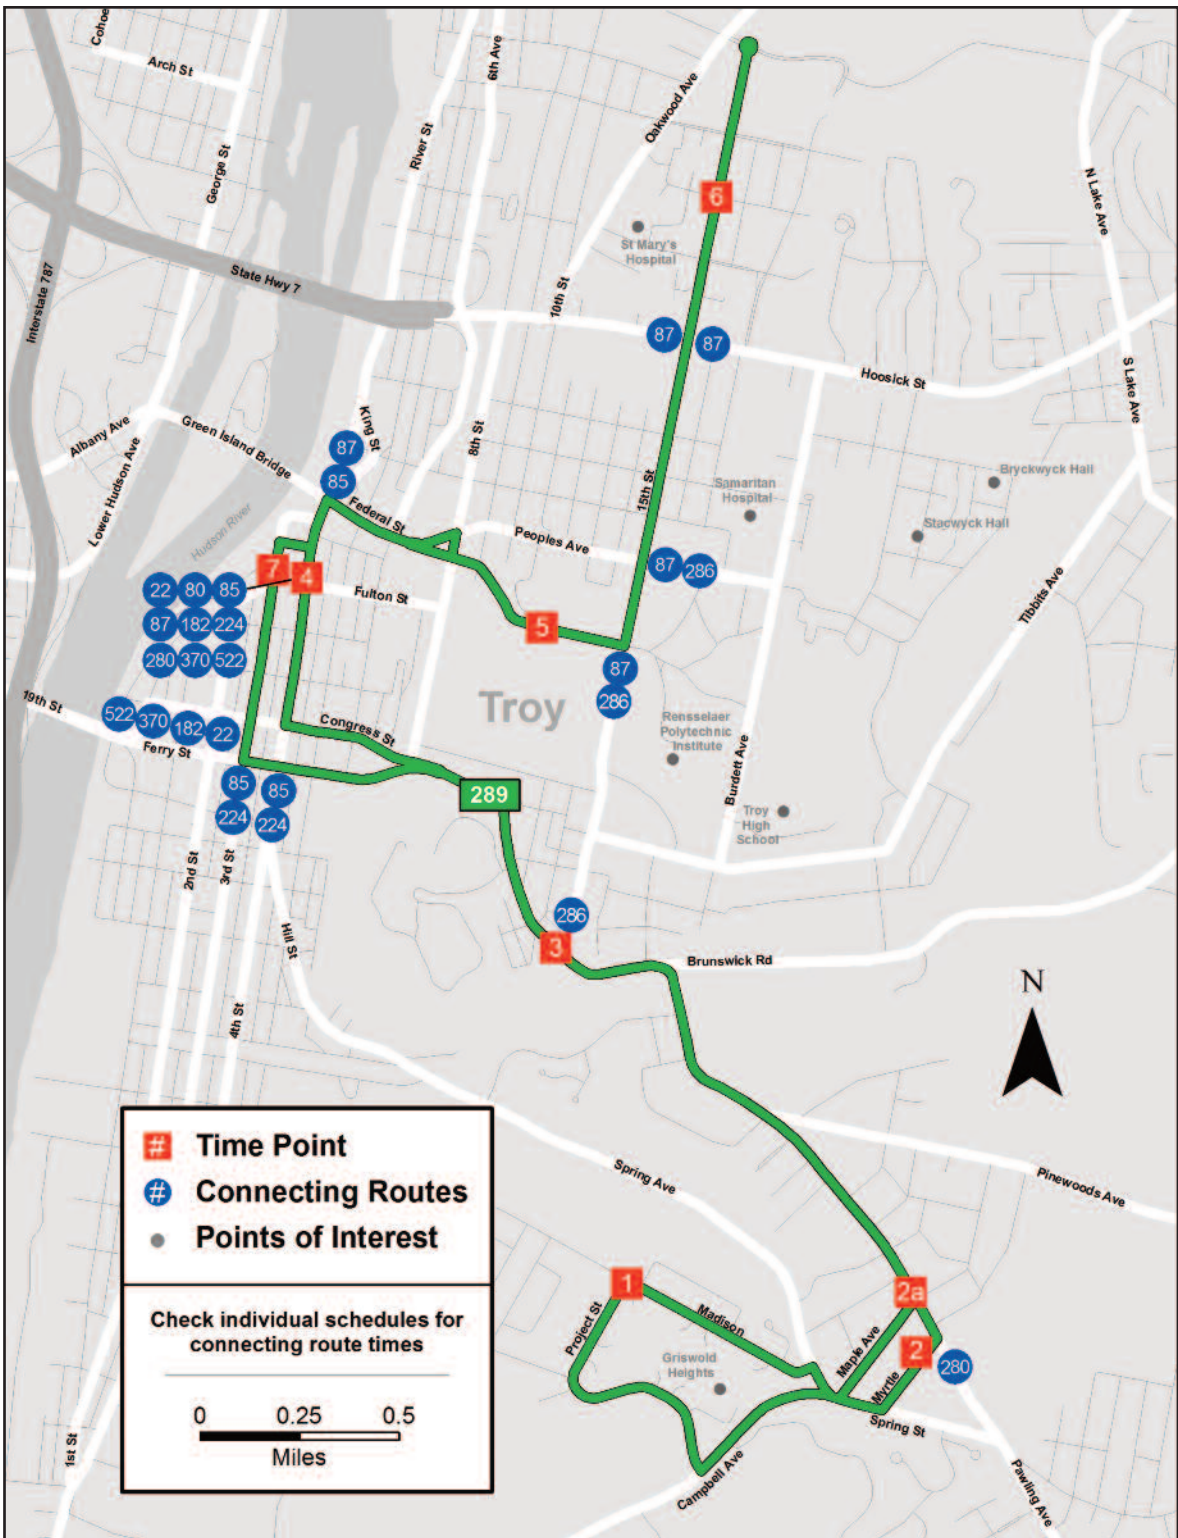 Cohoe
Arch St
6th Ave
Oakwood Ave
River St
George St
N Lake Ave
6
St Mary's
Hospital
State Hwy 7
Interstate 787
10th St
87
87
Hoosick St
S Lake Ave
Albany Ave
Green Island
Bridge
King St
8th St
87
85
Lower Hudson Ave
Federal St
15th St
Samaritan
Hospital
Bryckwyck Hall
Stacwyck Hall
Hudson River
Peoples Ave
87
286
7
4
22
80
85
Fulton St
Tibbits Ave
87
182
224
5
280
370
522
87
286
19th St
Troy
522
370
182
22
Congress St
Rensselaer
Polytechnic
Institute
Ferry St
Burdett Ave
85
85
289
224
224
Troy
High
School
2nd St
3rd St
286
Hill St
3
Brunswick Rd
N
4th St
# Time Point
# Connecting Routes
Points of Interest
Check individual schedules for
connecting route times
0 0.25 0.5
Miles
Spring Ave
Pinewoods Ave
1
2a
Project St
Madison
Maple Ave
2
Griswold
Heights
Myrtle
280
Spring St
1st St
Campbell Ave
Pawling Ave